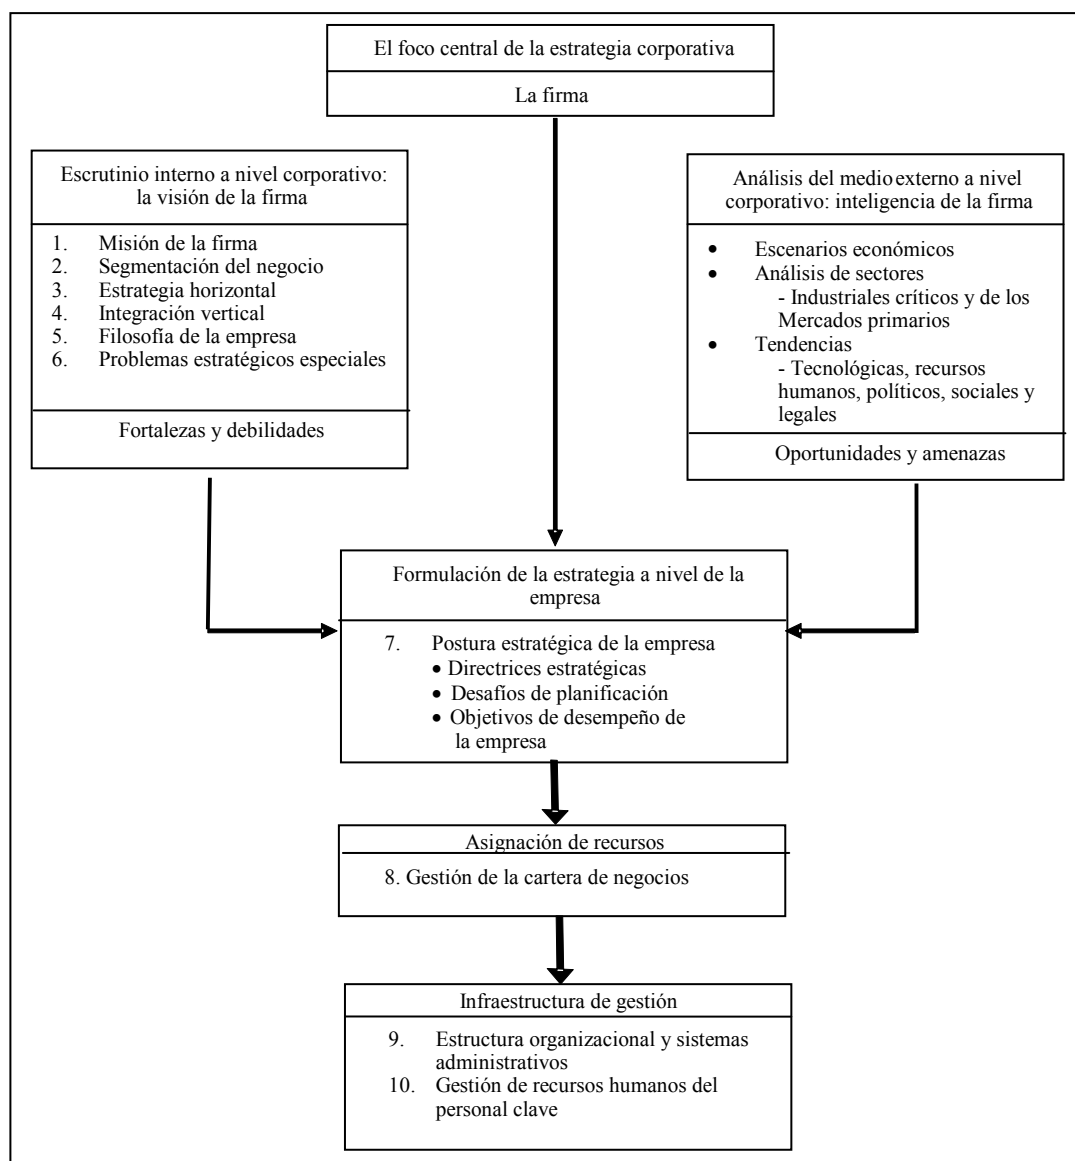 El foco central de la estrategia corporativa
La firma
Escrutinio interno a nivel corporativo:
la visión de la firma
1. Misión de la firma
2. Segmentación del negocio
3. Estrategia horizontal
4. Integración vertical
5. Filosofía de la empresa
6. Problemas estratégicos especiales
Fortalezas y debilidades
Análisis del medio externo a nivel
corporativo: inteligencia de la firma
• Escenarios económicos
• Análisis de sectores
- Industriales críticos y de los
Mercados primarios
• Tendencias
- Tecnológicas, recursos
humanos, políticos, sociales y
legales
Oportunidades y amenazas
Formulación de la estrategia a nivel de la
empresa
7. Postura estratégica de la empresa
• Directrices estratégicas
• Desafíos de planificación
• Objetivos de desempeño de
la empresa
Asignación de recursos
8. Gestión de la cartera de negocios
Infraestructura de gestión
9. Estructura organizacional y sistemas
administrativos
10. Gestión de recursos humanos del
personal clave